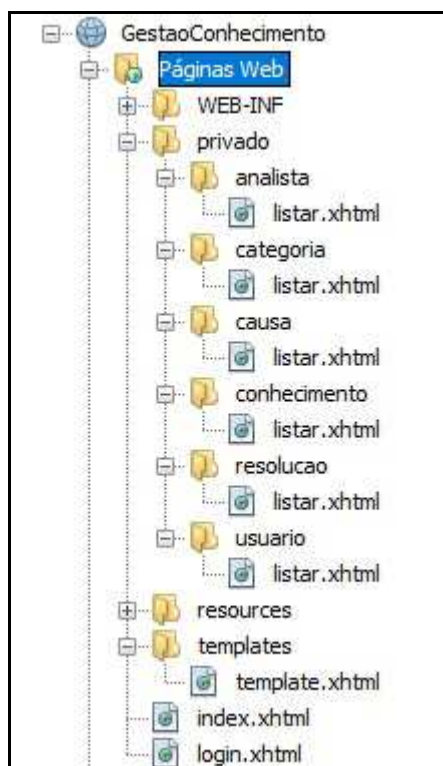 GestaoConhecimento
Páginas Web
WEB-INF
privado
analista
listar.xhtml
categoria
listar.xhtml
causa
listar.xhtml
conhecimento
listar.xhtml
resolucao
listar.xhtml
usuario
listar.xhtml
resources
templates
template.xhtml
index.xhtml
login.xhtml